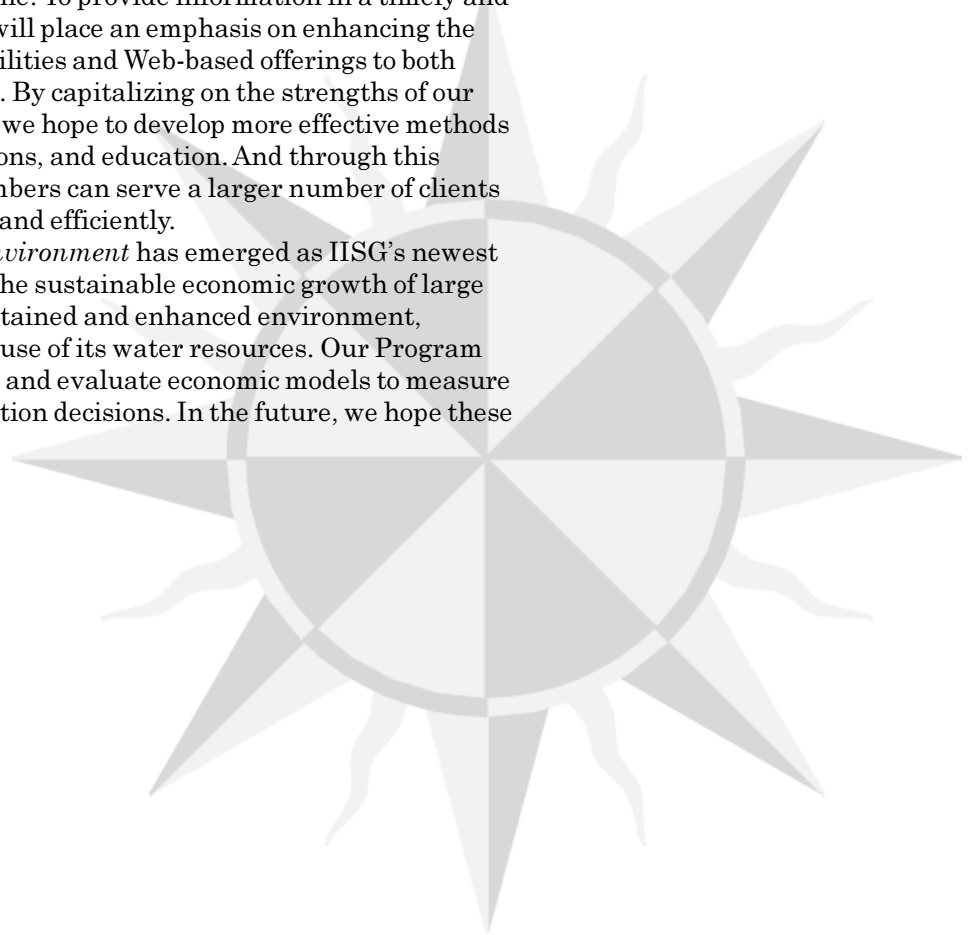 ne? To provide information in a timely and
will place an emphasis on enhancing the
ilities and Web-based offerings to both
. By capitalizing on the strengths of our
we hope to develop more effective methods
ons, and education. And through this
nbers can serve a larger number of clients
and efficiently.
nvironment has emerged as IISG’s newest
he sustainable economic growth of large
tained and enhanced environment,
use of its water resources. Our Program
and evaluate economic models to measure
tion decisions. In the future, we hope these